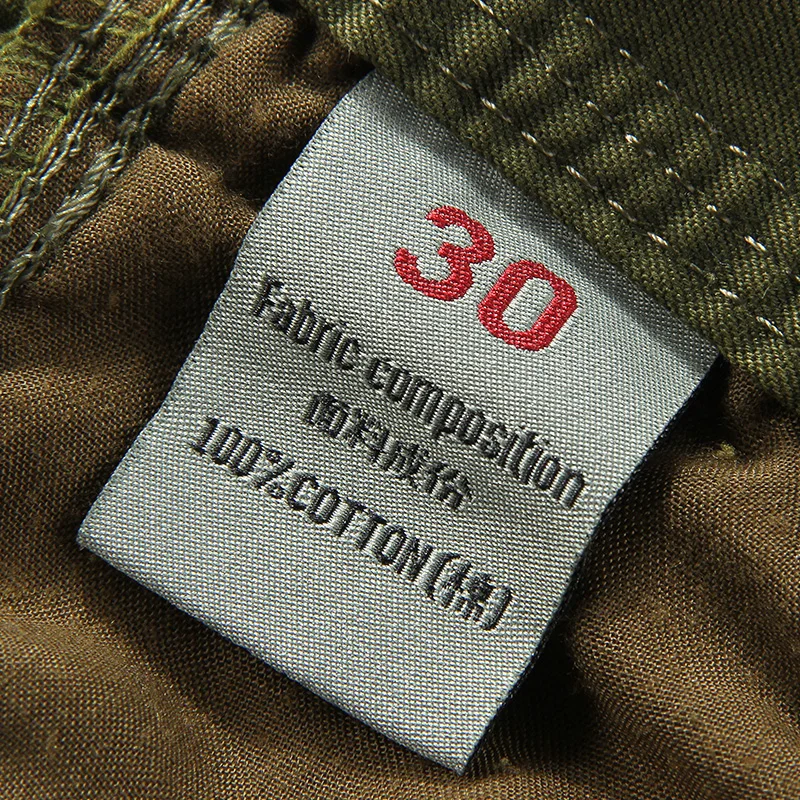 30
Fabric composition
面料成份
100%COTTON(棉)